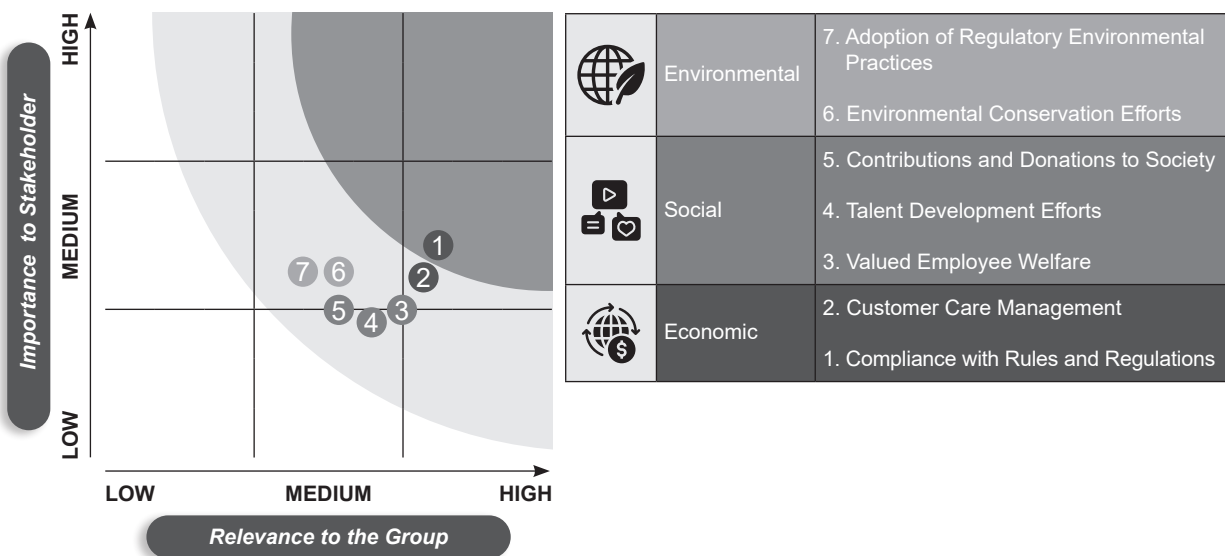 Importance to Stakeholder
HIGH
MEDIUM
LOW
1
2
7
6
5
4
3
LOW
MEDIUM
HIGH
Relevance to the Group
Environmental
7. Adoption of Regulatory Environmental
Practices
6. Environmental Conservation Efforts
Social
5. Contributions and Donations to Society
4. Talent Development Efforts
3. Valued Employee Welfare
$
Economic
2. Customer Care Management
1. Compliance with Rules and Regulations